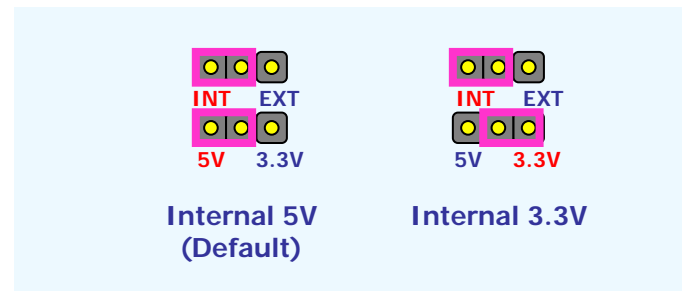 INT EXT
INT EXT
5V 3.3V
5V 3.3V
Internal 5V
(Default)
Internal 3.3V